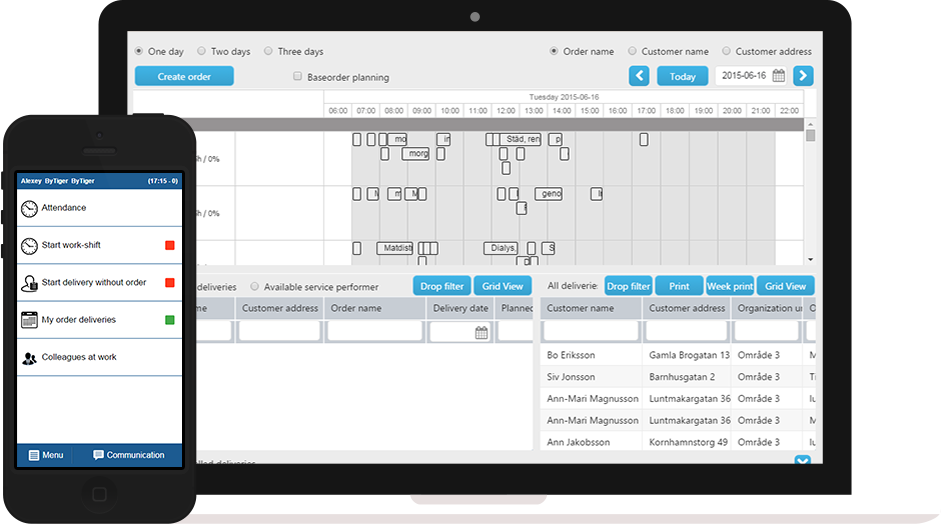 One day Two days Three days Order name Customer name Customer address
Create order Baseorder planning Today 2015-06-16
Tuesday 2015-06-16
06:00 07:00 08:00 09:00 10:00 11:00 12:00 13:00 14:00 15:00 16:00 17:00 18:00 19:00 20:00 21:00 22:00
mo in Städ, ren p
h / 0% morg
m geno
h / 0%
Matdist Dialys, S
deliveries Available service performer Drop filter Grid View
Customer address Order name Delivery date Planned
All deliverie: Drop filter Print Week print Grid View
Customer name Customer address Organization un O
Bo Eriksson Gamla Brogatan 13 Område 3
Siv Jonsson Barnhusgatan 2 Område 3
Ann-Mari Magnusson Luntmakargatan 36 Område 3
Ann-Mari Magnusson Luntmakargatan 36 Område 3
Ann Jakobsson Kornhamnstorg 49 Område 3
deliveries
Alexey ByTiger ByTiger (17:15 - 0)
Attendance
Start work-shift
Start delivery without order
My order deliveries
Colleagues at work
Menu Communication